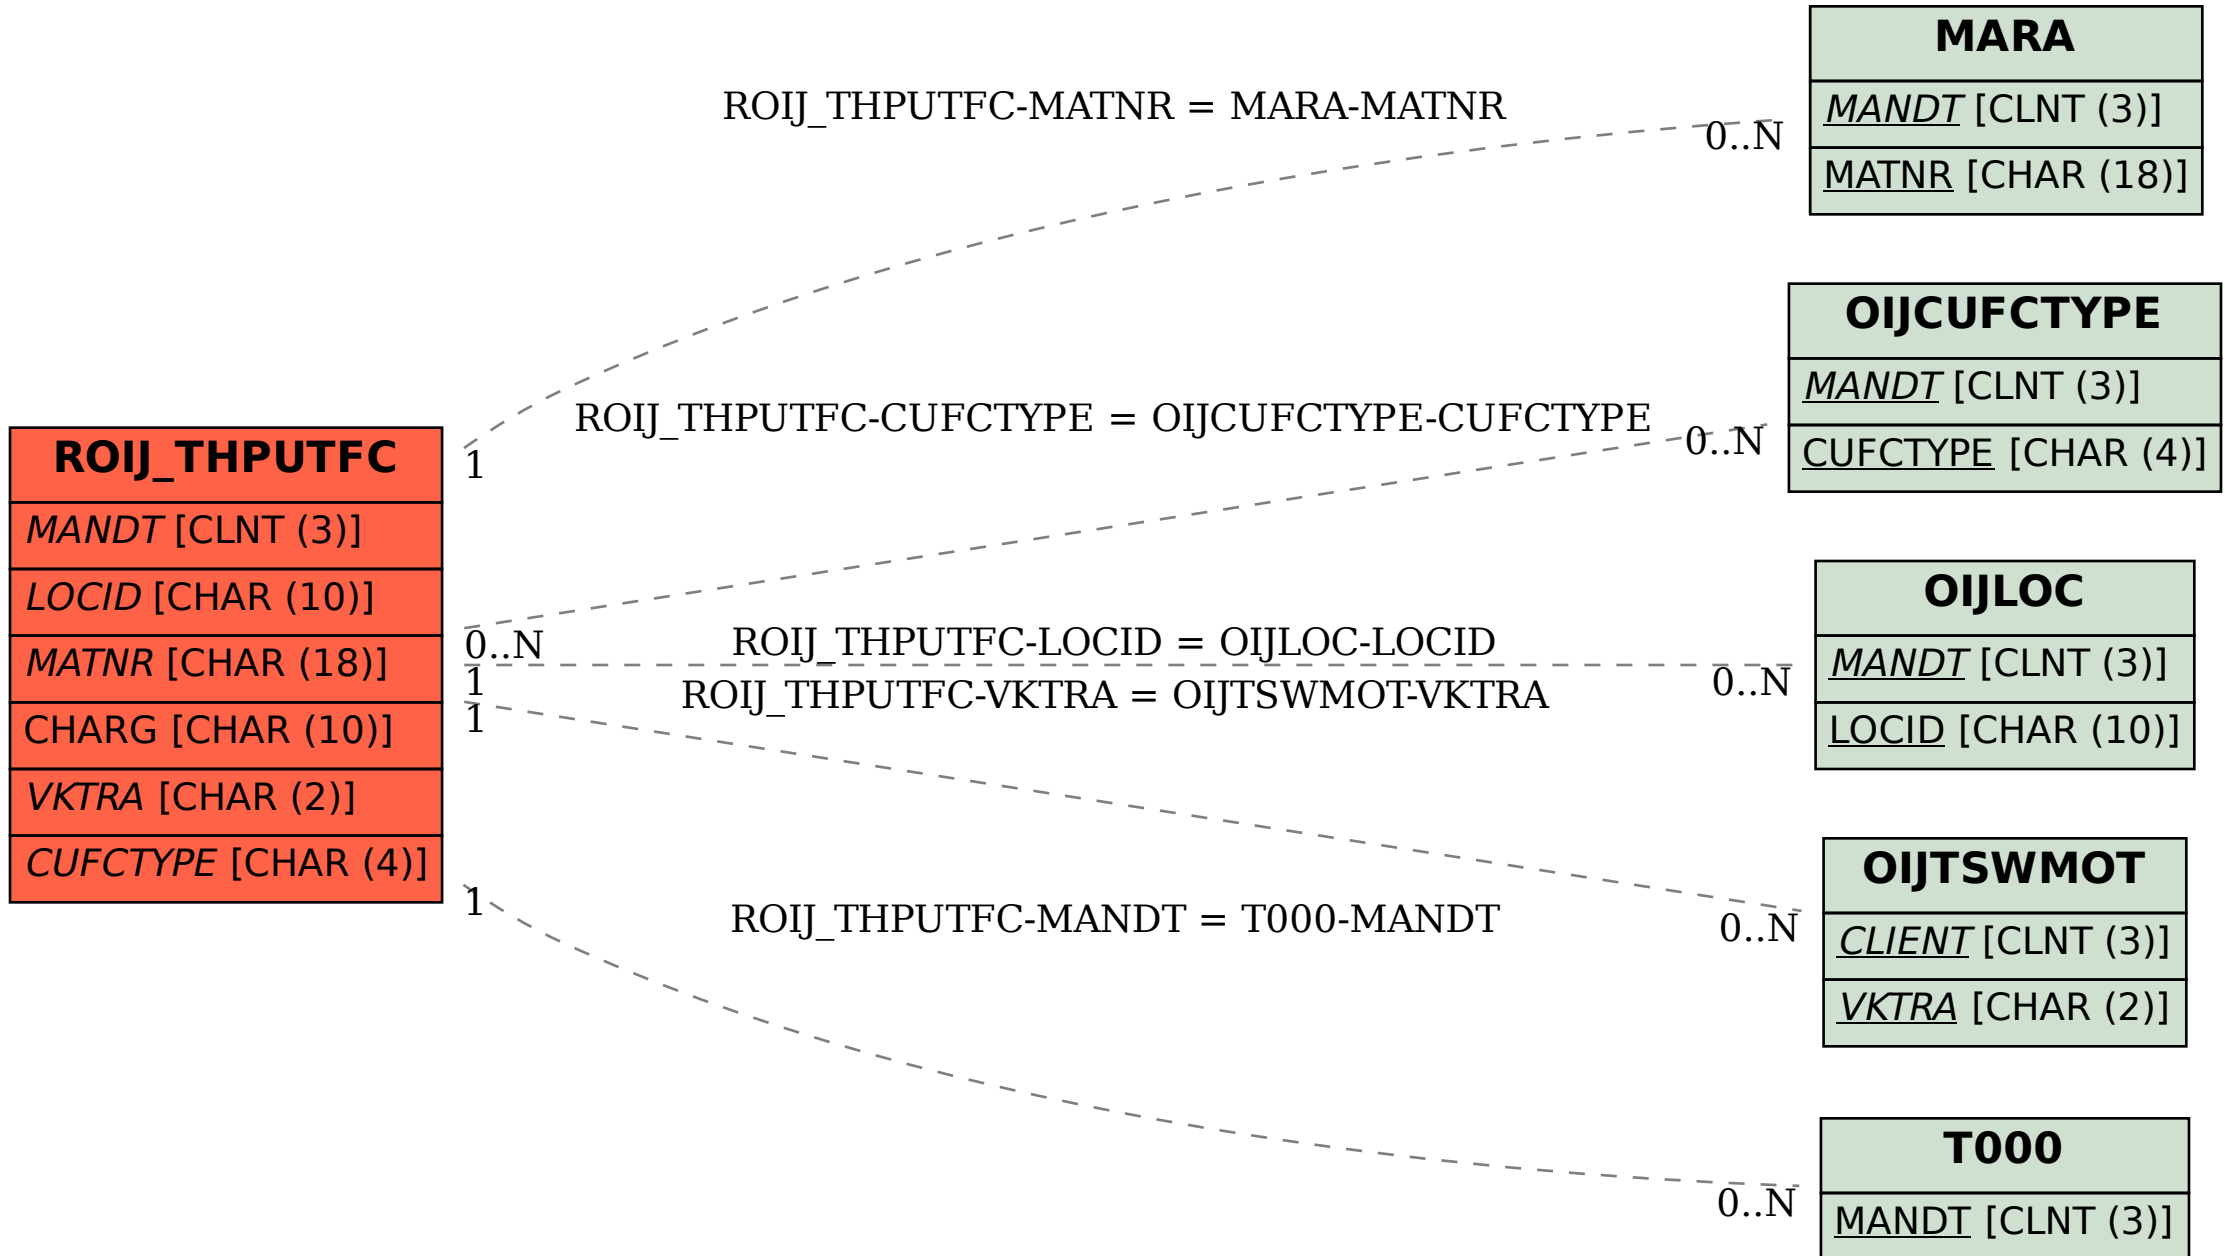 ROIJ_THPUTFC
MANDT [CLNT (3)]
LOCID [CHAR (10)]
MATNR [CHAR (18)]
CHARG [CHAR (10)]
VKTRA [CHAR (2)]
CUFCTYPE [CHAR (4)]
ROIJ_THPUTFC-MATNR = MARA-MATNR
1
0..N
ROIJ_THPUTFC-CUFCTYPE = OIJCUFCTYPE-CUFCTYPE
0..N
0..N
ROIJ_THPUTFC-LOCID = OIJLOC-LOCID
1
0..N
ROIJ_THPUTFC-VKTRA = OIJTSWMOT-VKTRA
1
0..N
ROIJ_THPUTFC-MANDT = T000-MANDT
1
0..N
MARA
MANDT [CLNT (3)]
MATNR [CHAR (18)]
OIJCUFCTYPE
MANDT [CLNT (3)]
CUFCTYPE [CHAR (4)]
OIJLOC
MANDT [CLNT (3)]
LOCID [CHAR (10)]
OIJTSWMOT
CLIENT [CLNT (3)]
VKTRA [CHAR (2)]
T000
MANDT [CLNT (3)]